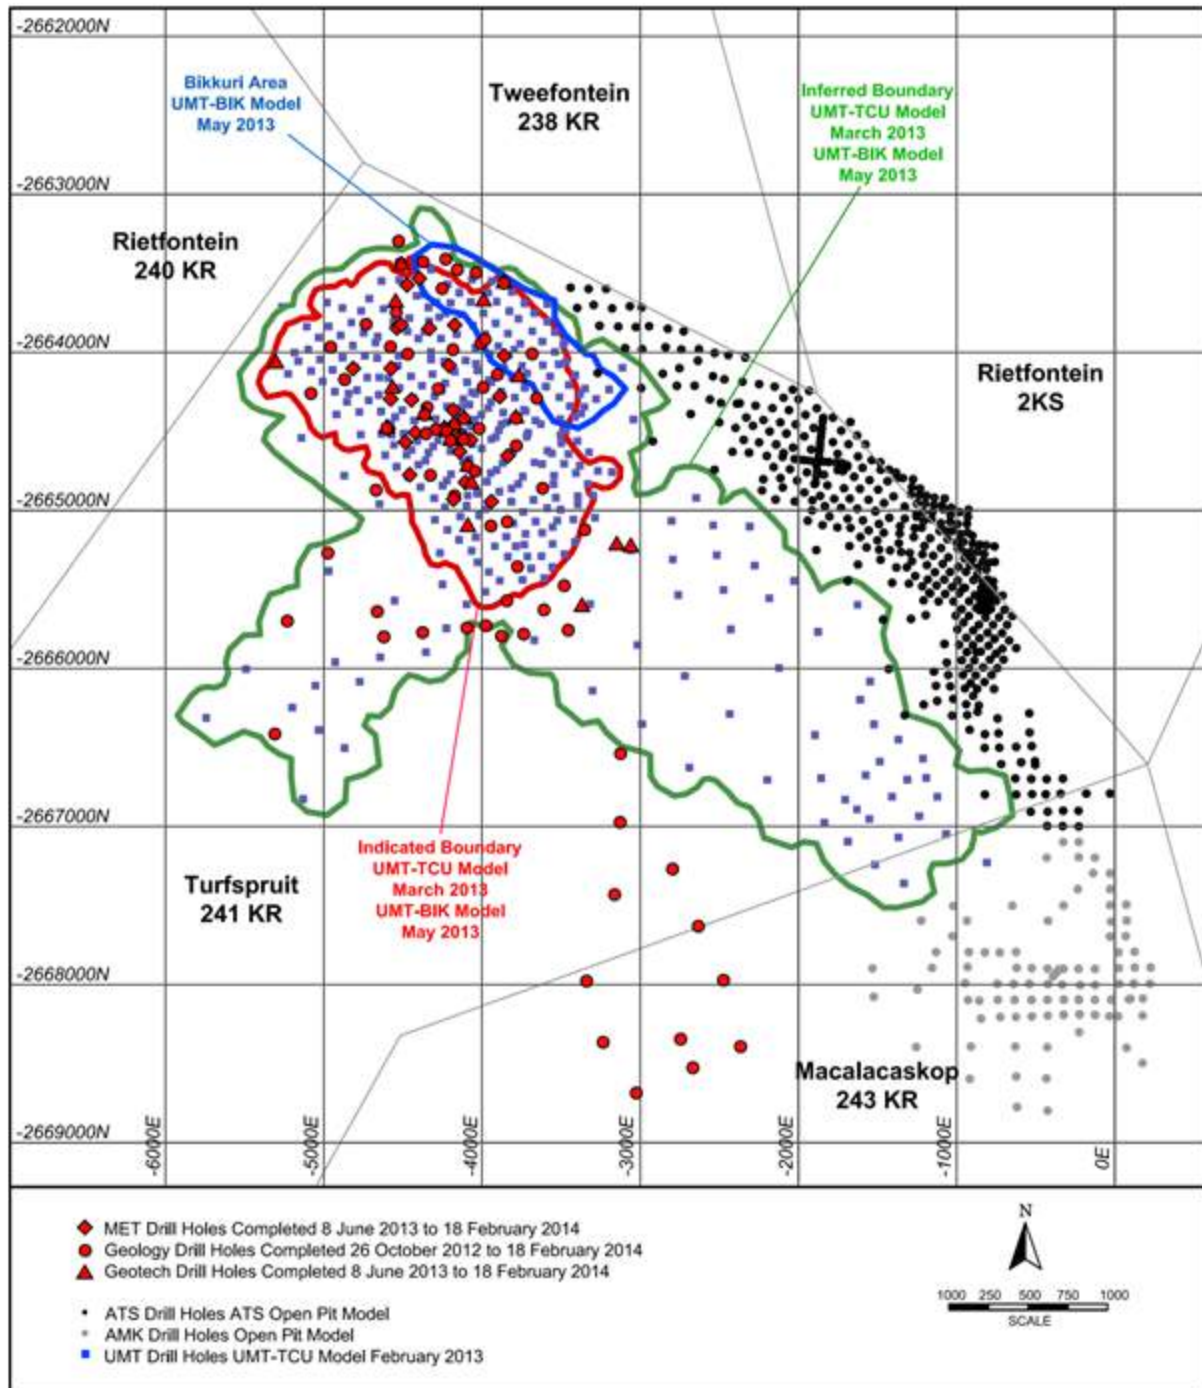 -2662000N
Bikkuri Area
UMT-BIK Model
May 2013
Tweefontein
238 KR
Inferred Boundary
UMT-TCU Model
March 2013
UMT-BIK Model
May 2013
-2663000N
Rietfontein
240 KR
-2664000N
Rietfontein
2KS
-2665000N
-2666000N
-2667000N
Indicated Boundary
UMT-TCU Model
March 2013
UMT-BIK Model
May 2013
Turfspruit
241 KR
-2668000N
Macalacaskop
243 KR
-2669000N
-6000E
-5000E
-4000E
-3000E
-2000E
-1000E
0E
MET Drill Holes Completed 8 June 2013 to 18 February 2014
Geology Drill Holes Completed 26 October 2012 to 18 February 2014
Geotech Drill Holes Completed 8 June 2013 to 18 February 2014
ATS Drill Holes ATS Open Pit Model
AMK Drill Holes Open Pit Model
UMT Drill Holes UMT-TCU Model February 2013
N
1000 250 500 750 1000
SCALE